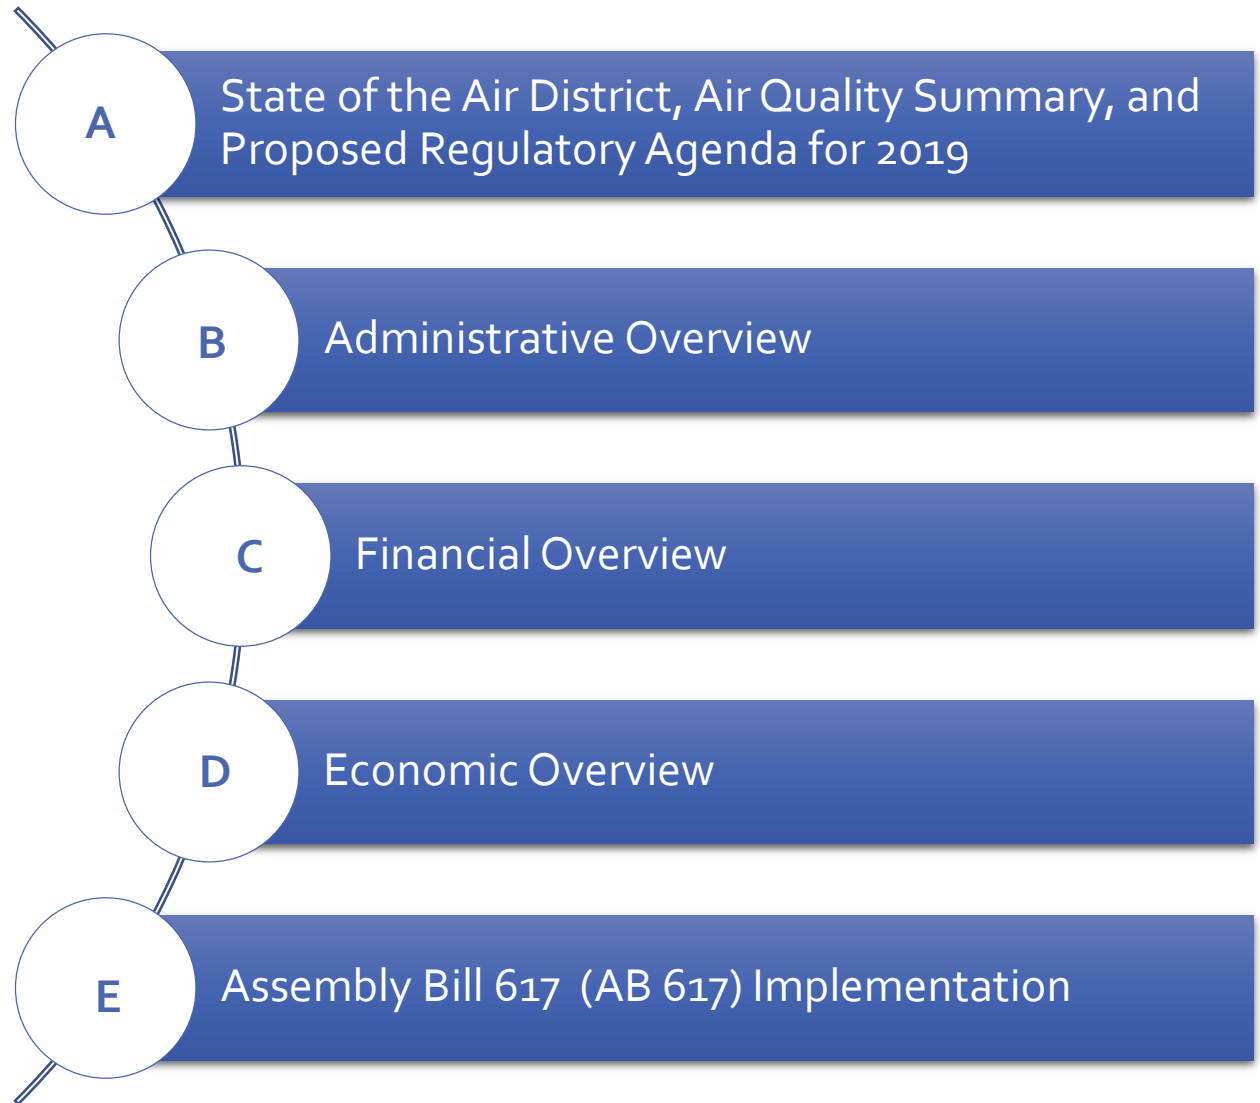 A
State of the Air District, Air Quality Summary, and
Proposed Regulatory Agenda for 2019
B
Administrative Overview
C
Financial Overview
D
Economic Overview
E
Assembly Bill 617  (AB 617) Implementation